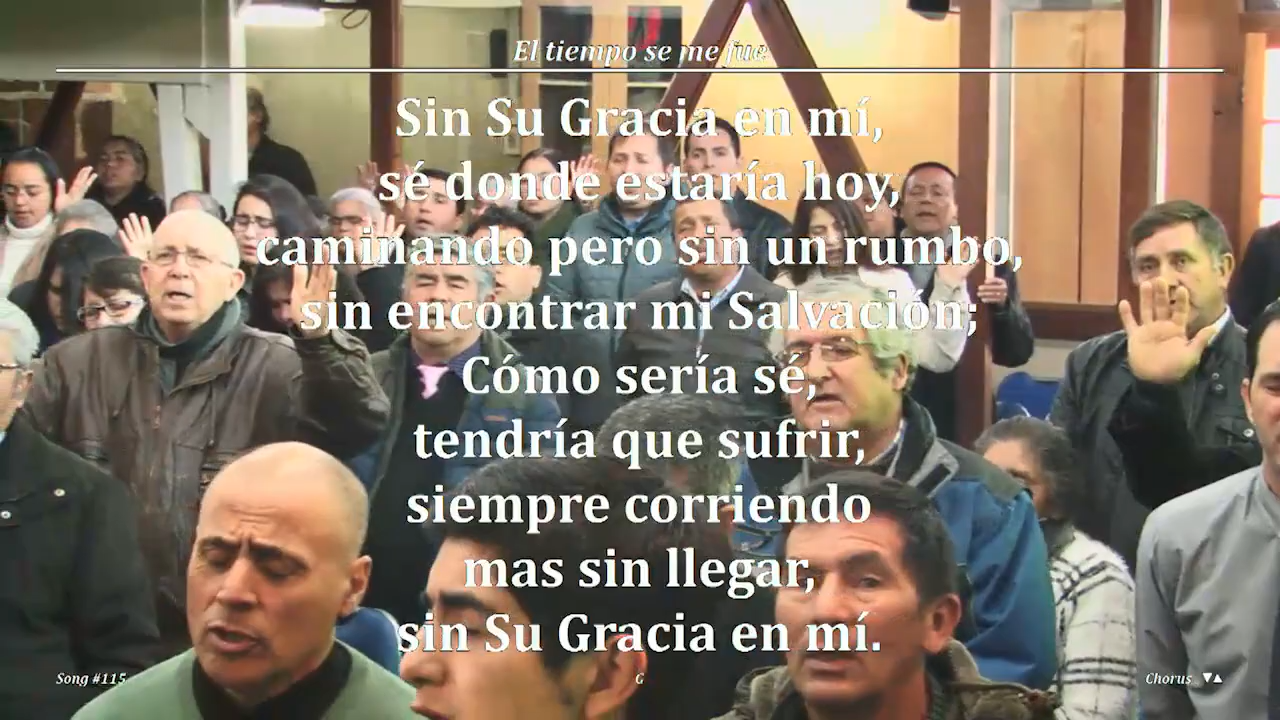 El tiempo se me fue
Sin Su Gracia en mí,
sé donde estaría hoy,
caminando pero sin un rumbo,
sin encontrar mi Salvación;
Cómo sería sé,
tendría que sufrir,
siempre corriendo
mas sin llegar,
sin Su Gracia en mí.
Song #115
G
Chorus ▼▲